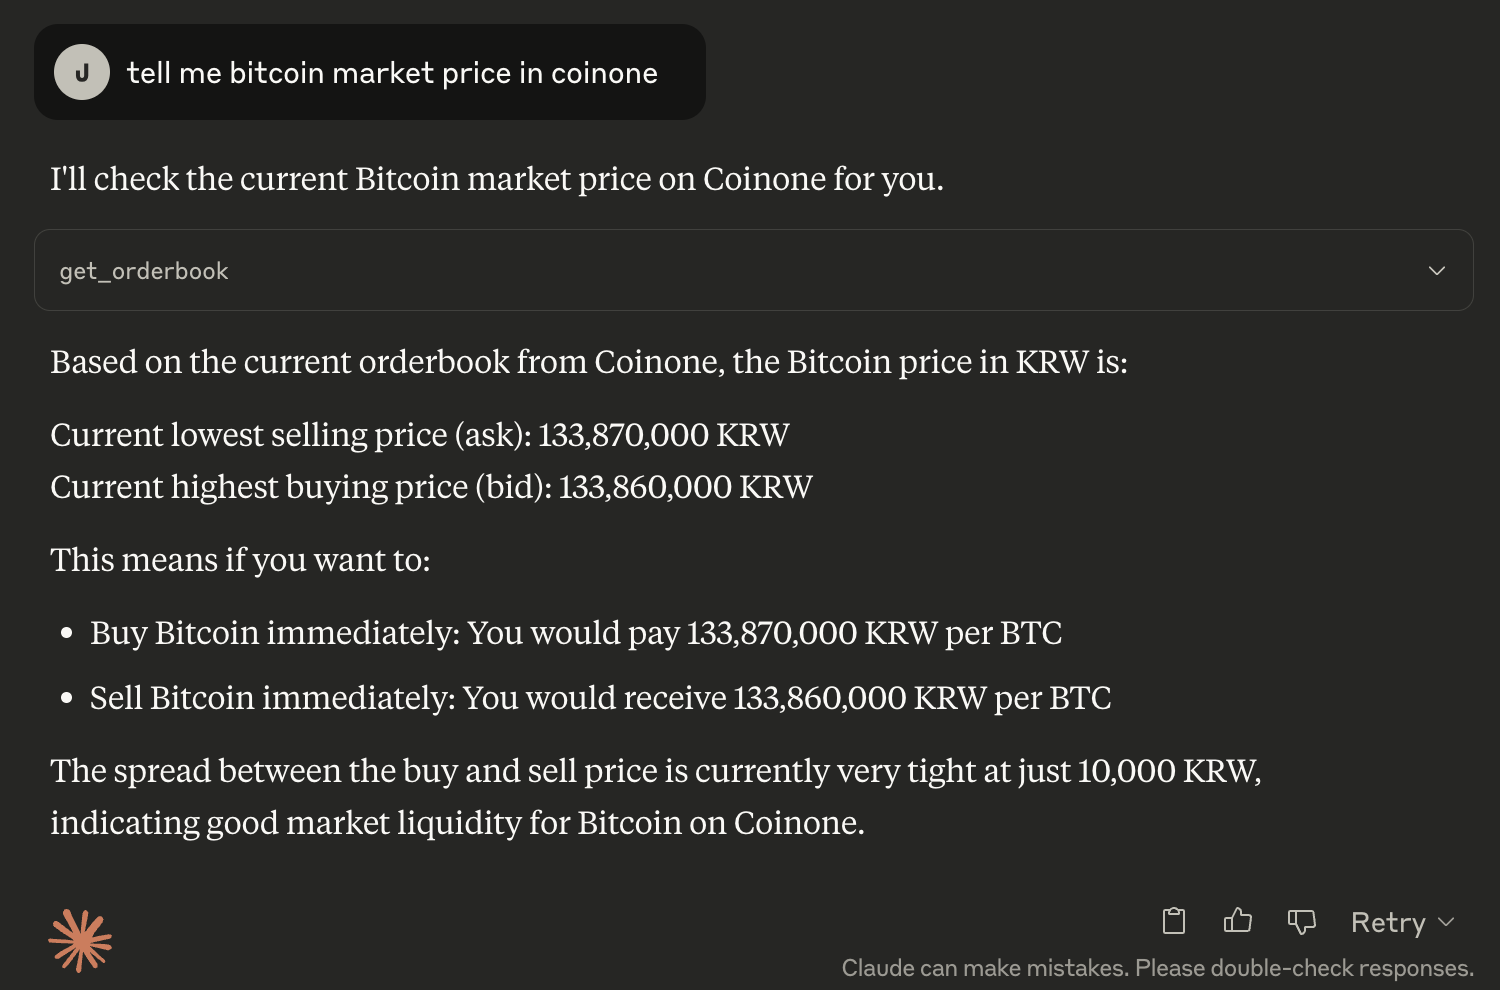 J
tell me bitcoin market price in coinone
I'll check the current Bitcoin market price on Coinone for you.
get_orderbook
Based on the current orderbook from Coinone, the Bitcoin price in KRW is:
Current lowest selling price (ask): 133,870,000 KRW
Current highest buying price (bid): 133,860,000 KRW
This means if you want to:
• Buy Bitcoin immediately: You would pay 133,870,000 KRW per BTC
• Sell Bitcoin immediately: You would receive 133,860,000 KRW per BTC
The spread between the buy and sell price is currently very tight at just 10,000 KRW,
indicating good market liquidity for Bitcoin on Coinone.
Retry
Claude can make mistakes. Please double-check responses.